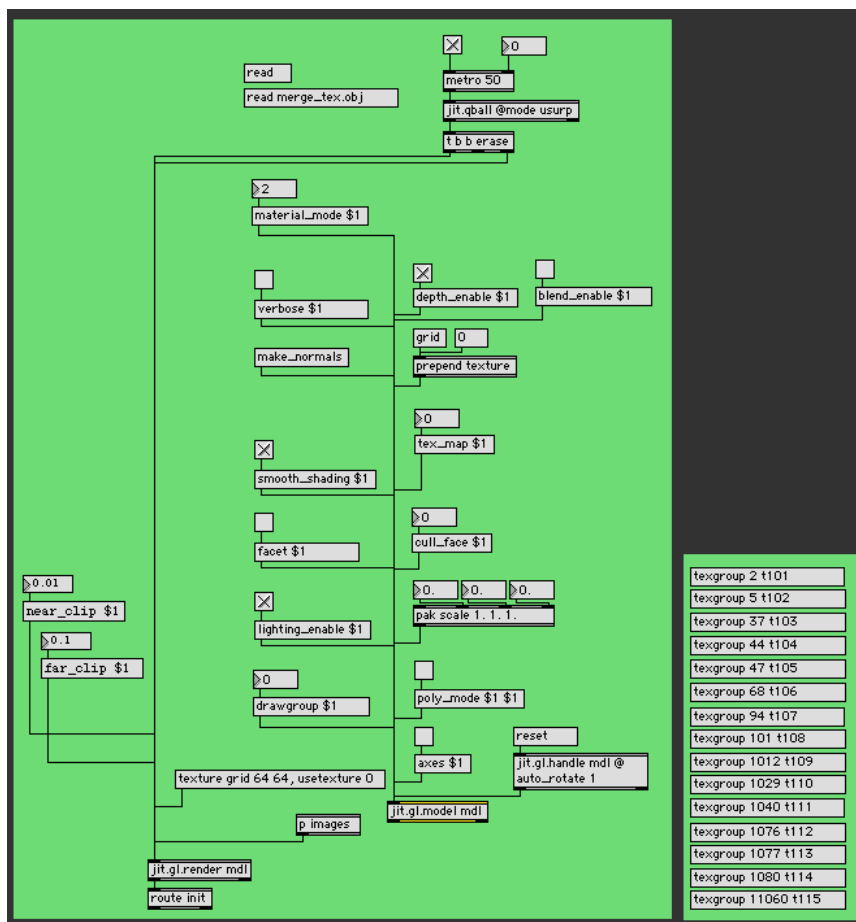 0
read
metro 50
read merge_tex.obj
jit.qball @mode usurp
t b b erase
2
material_mode $1
depth_enable $1
blend_enable $1
verbose $1
grid
0
make_normals
prepend texture
0
tex_map $1
smooth_shading $1
0
facet $1
cull_face $1
0.01
near_clip $1
0.
0.
0.
pak scale 1. 1. 1.
lighting_enable $1
0.1
far_clip $1
0
drawgroup $1
poly_mode $1 $1
reset
axes $1
jit.gl.handle mdl @
auto_rotate 1
texture grid 64 64, usetexture 0
jit.gl.model mdl
p images
jit.gl.render mdl
route init
texgroup 2 t101
texgroup 5 t102
texgroup 37 t103
texgroup 44 t104
texgroup 47 t105
texgroup 68 t106
texgroup 94 t107
texgroup 101 t108
texgroup 1012 t109
texgroup 1029 t110
texgroup 1040 t111
texgroup 1076 t112
texgroup 1077 t113
texgroup 1080 t114
texgroup 11060 t115